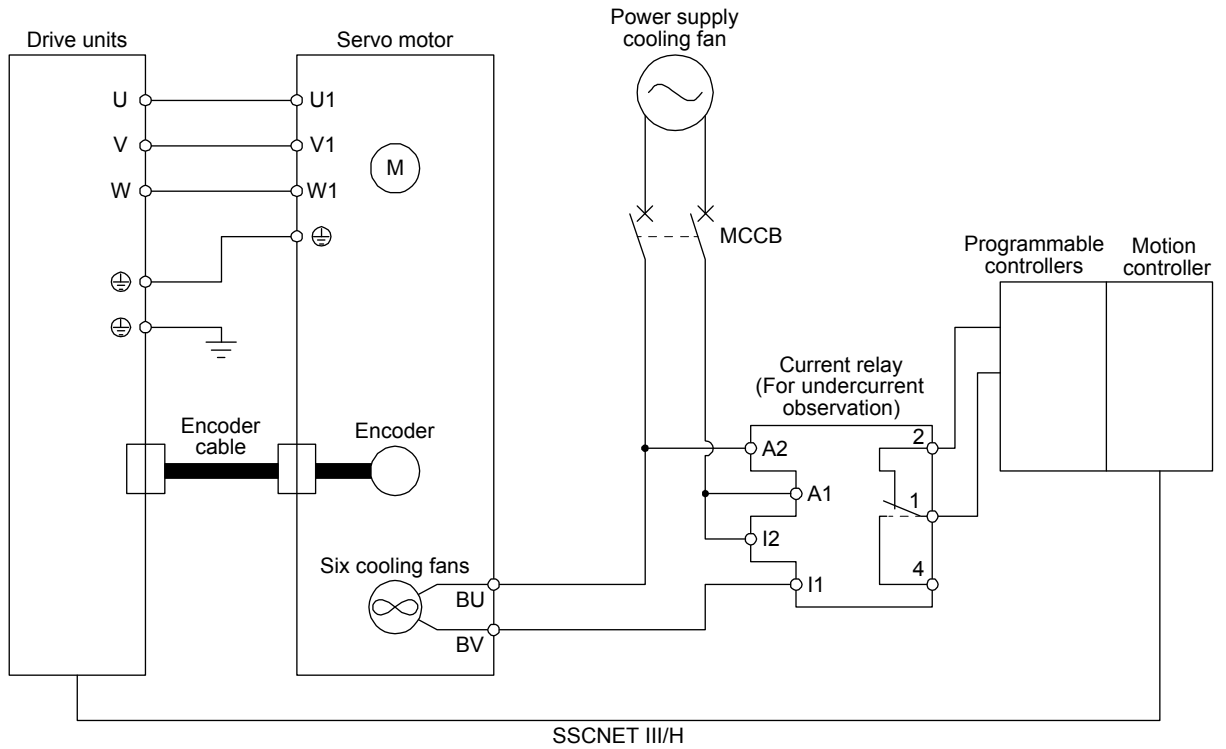 Power supply
cooling fan
Drive units
Servo motor
U
U1
V
V1
M
W
W1
MCCB
Programmable
controllers
Motion
controller
Current relay
(For undercurrent
observation)
Encoder
cable
Encoder
2
A2
A1
1
I2
Six cooling fans
I1
4
BU
BV
SSCNET III/H